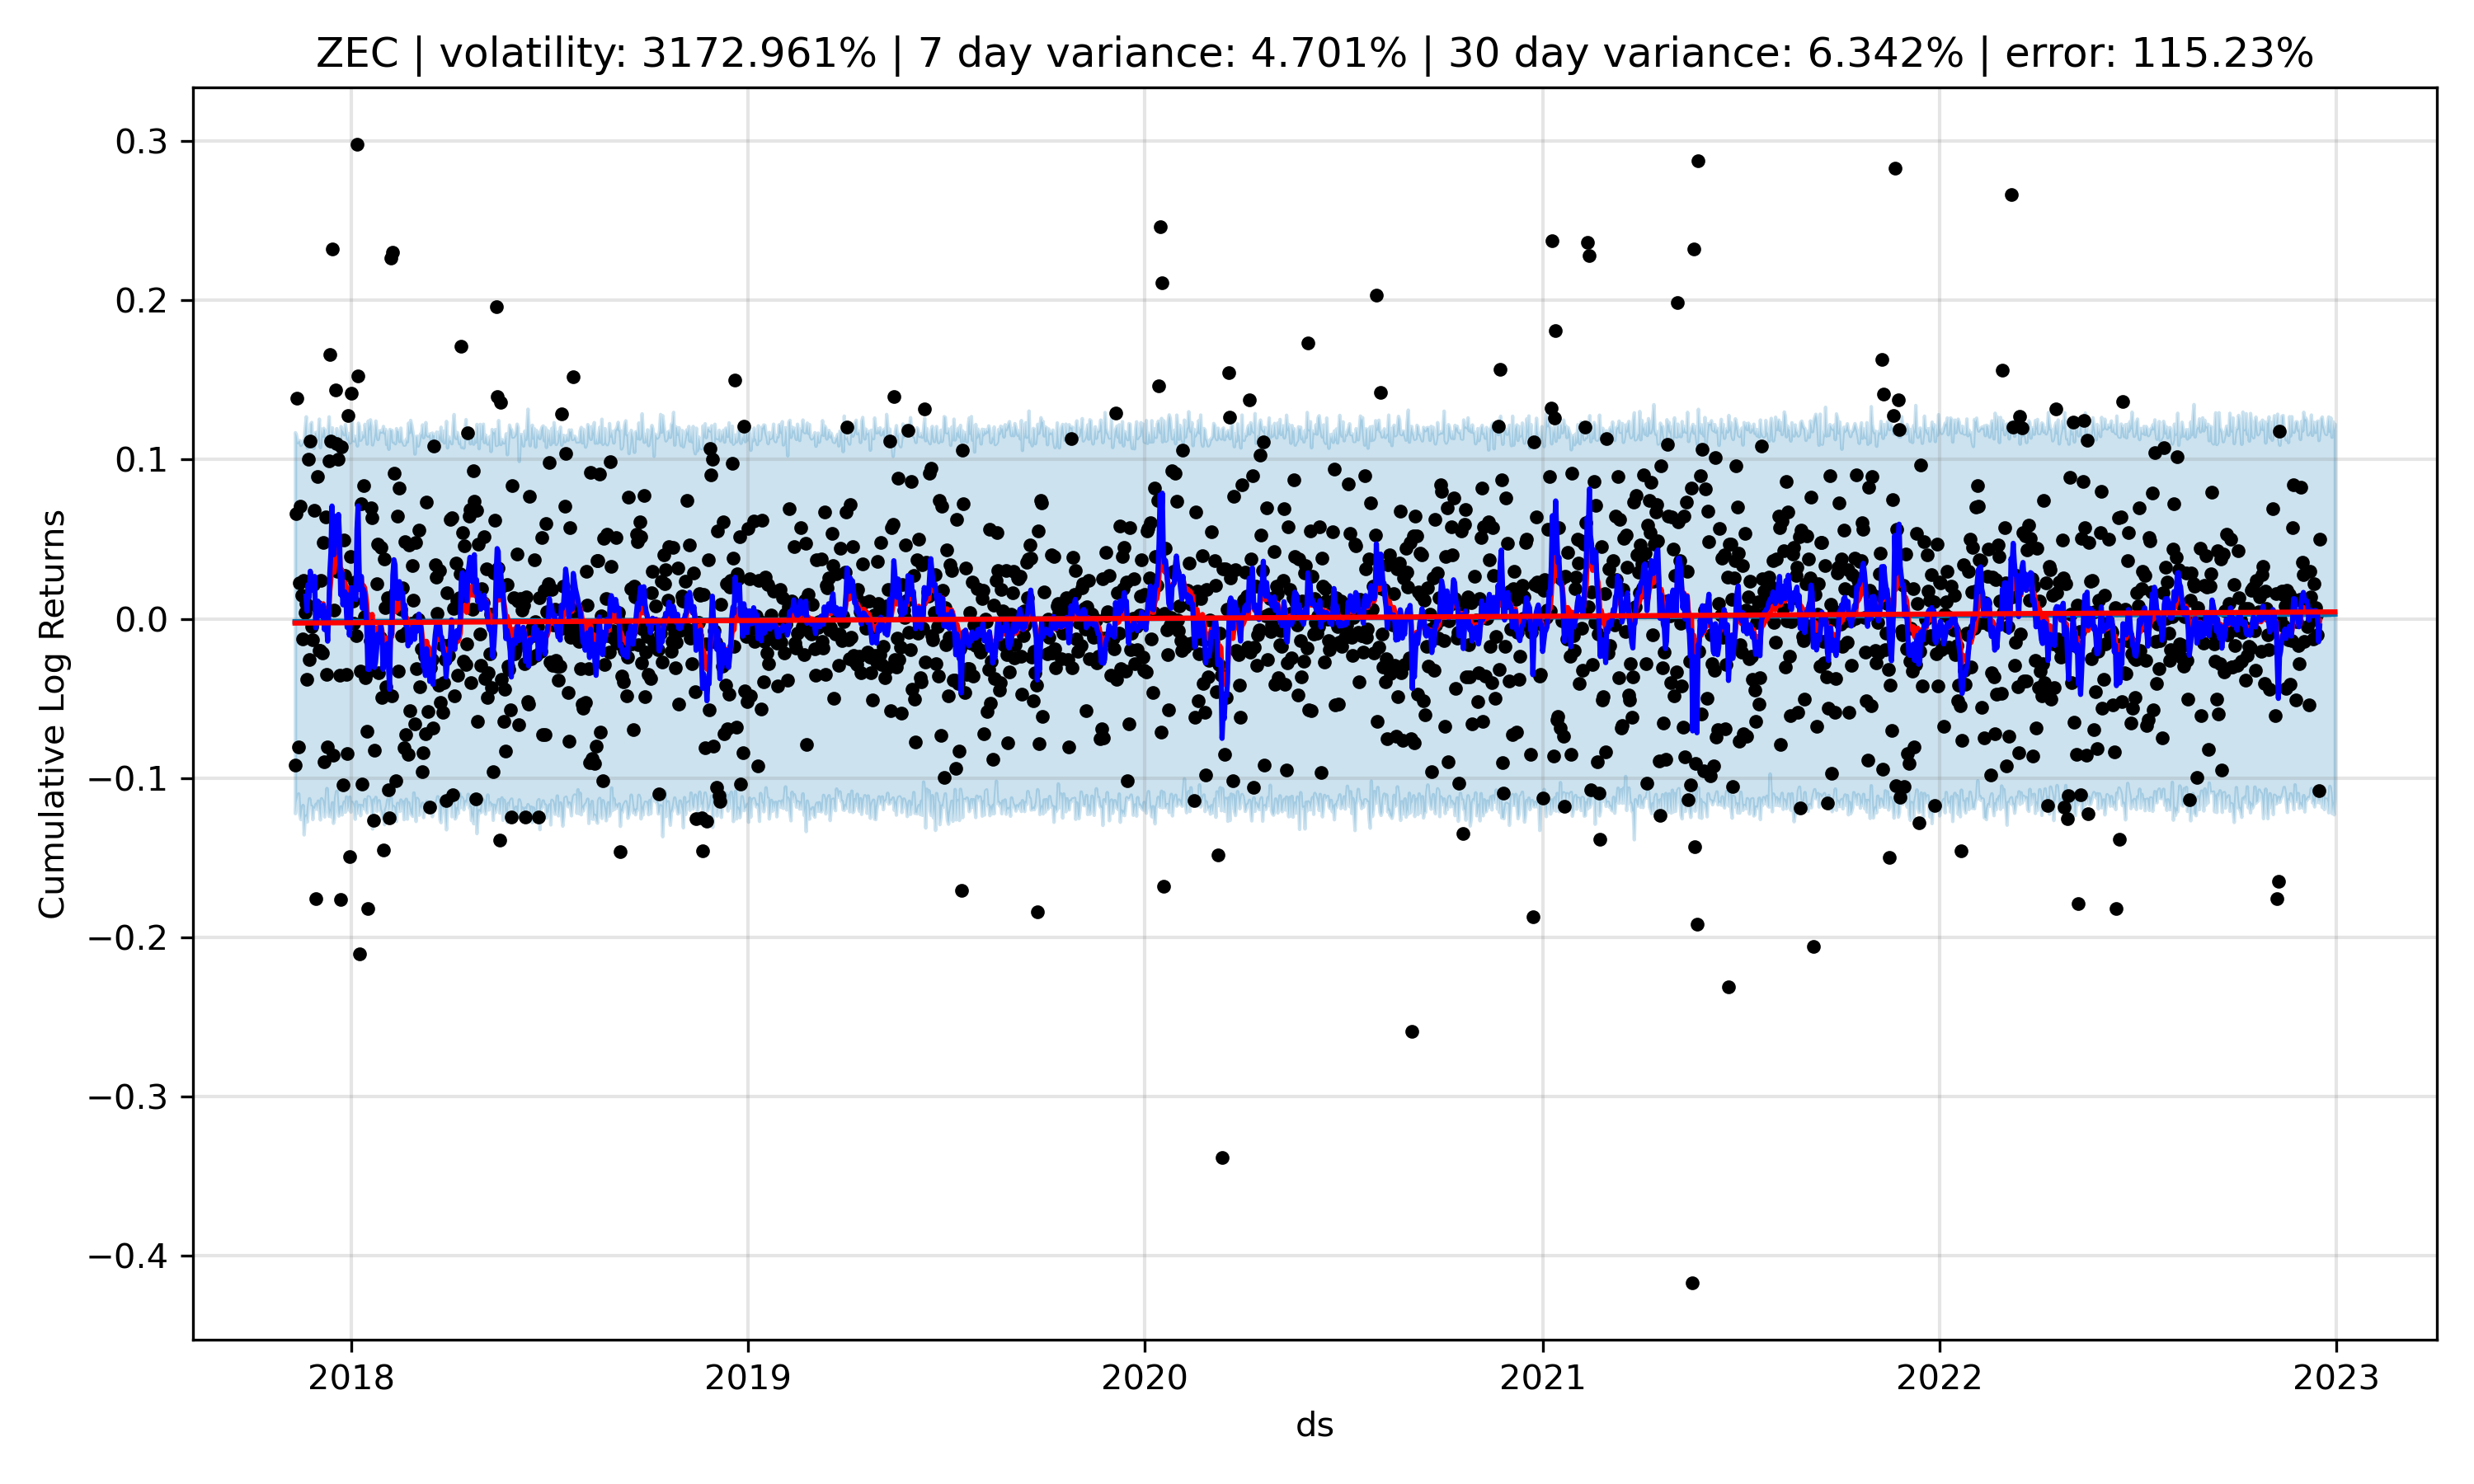 ZEC | volatility: 3172.961% | 7 day variance: 4.701% | 30 day variance: 6.342% | error: 115.23%
0.3
0.2
0.1
0.0
−0.1
−0.2
−0.3
−0.4
Cumulative Log Returns
2018 2019 2020 2021 2022 2023
ds